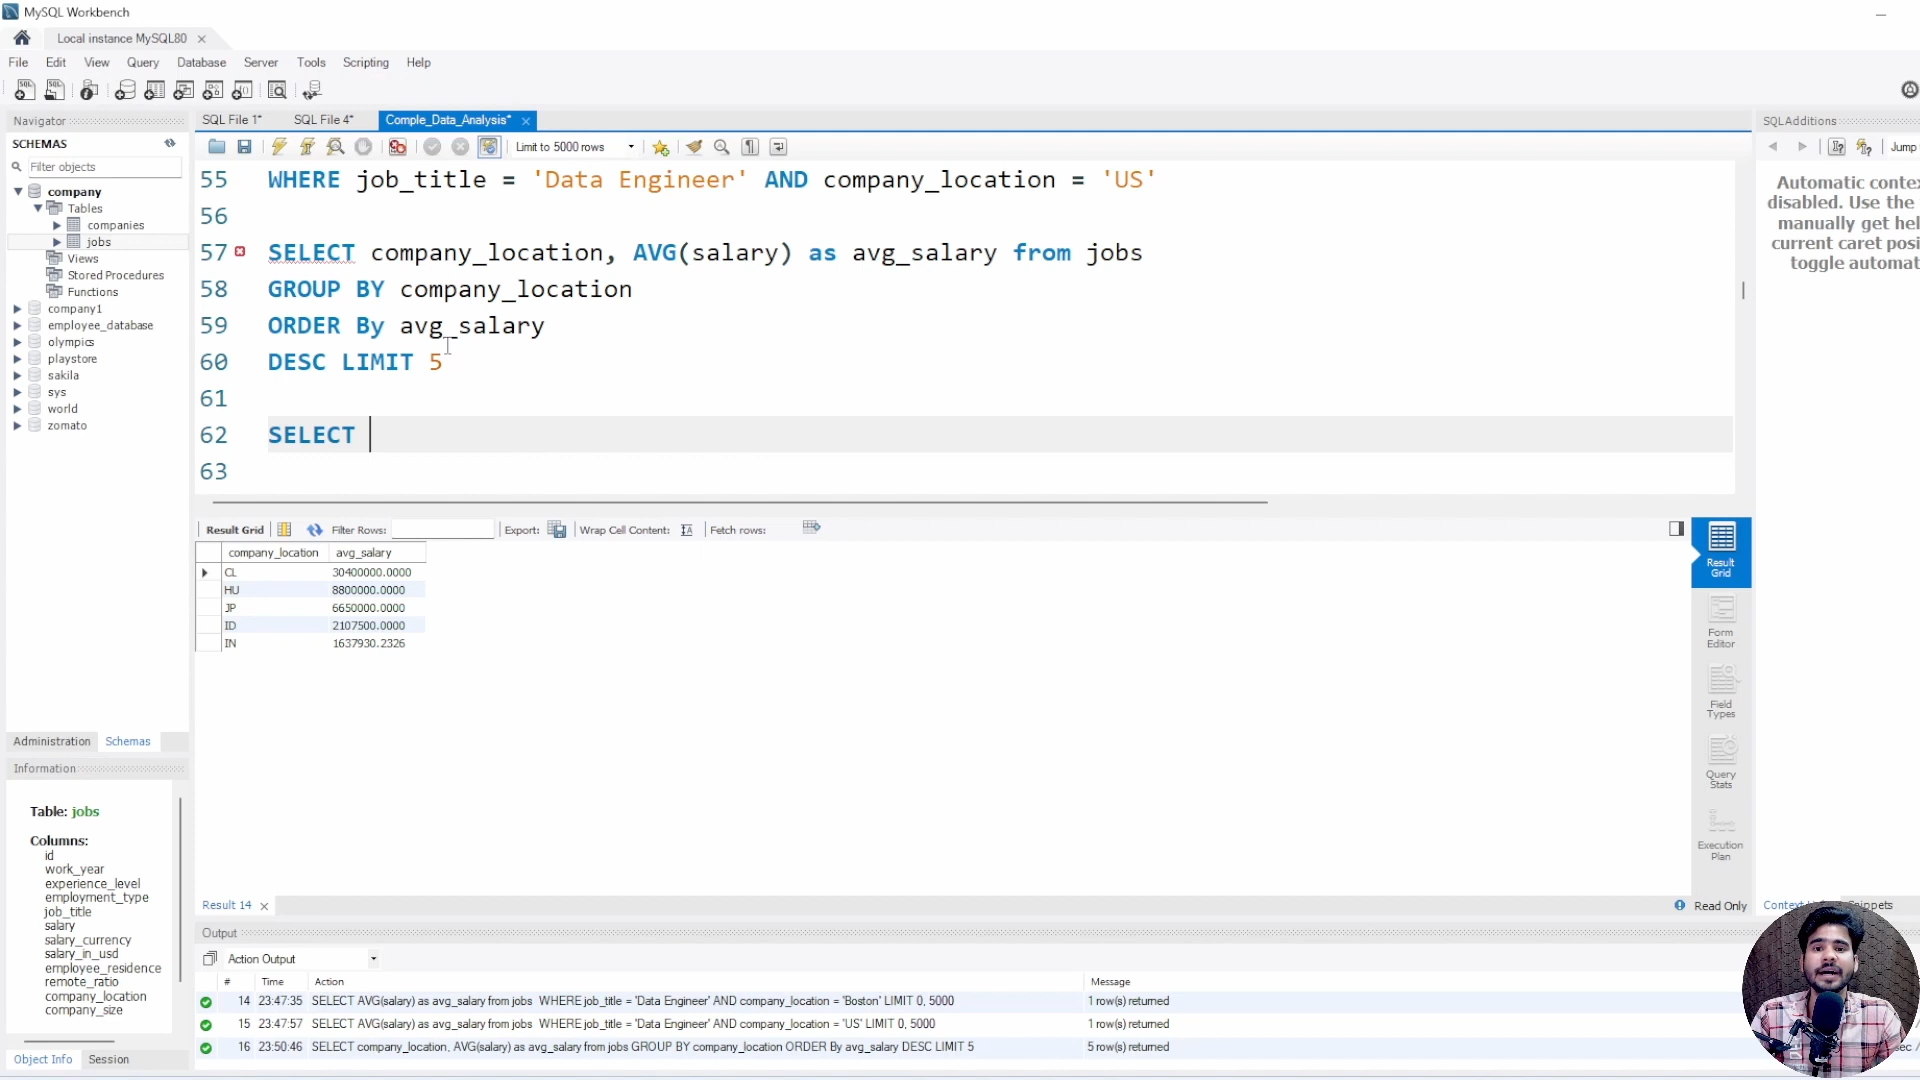 MySQL Workbench
Local instance MySQL80
File Edit View Query Database Server Tools Scripting Help
Navigator
SCHEMAS
Filter objects
company
Tables
companies
jobs
Views
Stored Procedures
Functions
company1
employee_database
olympics
playstore
sakila
sys
world
zomato
Administration Schemas
Information
Table: jobs
Columns:
id
work_year
experience_level
employment_type
job_title
salary
salary_currency
salary_in_usd
employee_residence
remote_ratio
company_location
company_size
Object Info Session
SQL File 1* SQL File 4* Comple_Data_Analysis*
Limit to 5000 rows
55 WHERE job_title = 'Data Engineer' AND company_location = 'US'
56
57 SELECT company_location, AVG(salary) as avg_salary from jobs
58 GROUP BY company_location
59 ORDER By avg_salary
60 DESC LIMIT 5
61
62 SELECT
63
Result Grid Filter Rows: Export: Wrap Cell Content: Fetch rows:
company_location avg_salary
CL 30400000.0000
HU 8800000.0000
JP 6650000.0000
ID 2107500.0000
IN 1637930.2326
Result Grid
Form Editor
Field Types
Query Stats
Execution Plan
Result 14
Read Only
Output
Action Output
# Time Action Message
14 23:47:35 SELECT AVG(salary) as avg_salary from jobs WHERE job_title = 'Data Engineer' AND company_location = 'Boston' LIMIT 0, 5000 1 row(s) returned
15 23:47:57 SELECT AVG(salary) as avg_salary from jobs WHERE job_title = 'Data Engineer' AND company_location = 'US' LIMIT 0, 5000 1 row(s) returned
16 23:50:46 SELECT company_location, AVG(salary) as avg_salary from jobs GROUP BY company_location ORDER By avg_salary DESC LIMIT 5 5 row(s) returned
SQLAdditions
Jump
Automatic contex
disabled. Use the
manually get hel
current caret posi
toggle automat
Context
sec /